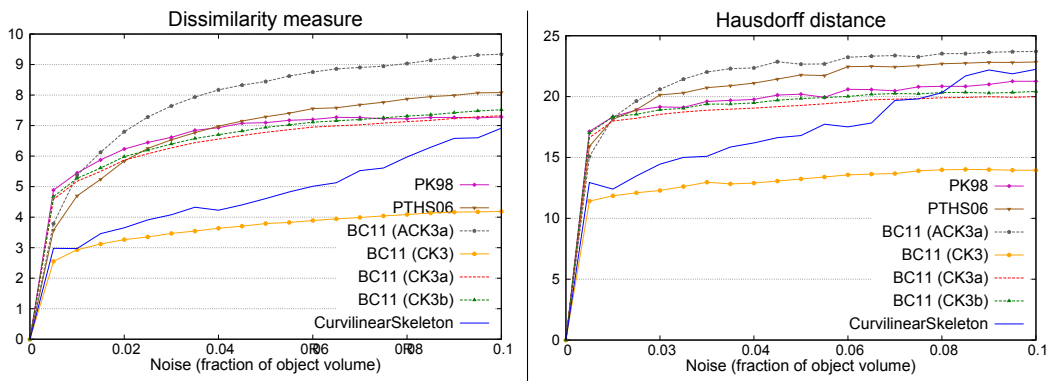 Dissimilarity measure
10
9
8
7
6
5
4
3
2
1
0
PK98
PTHS06
BC11 (ACK3a)
BC11 (CK3)
BC11 (CK3a)
BC11 (CK3b)
CurvilinearSkeleton
0 0.02 0.04 0.1
Noise (fraction of object volume)
Hausdorff distance
25
20
15
10
5
0
PK98
PTHS06
BC11 (ACK3a)
BC11 (CK3)
BC11 (CK3a)
BC11 (CK3b)
CurvilinearSkeleton
0 0.03 0.04 0.06 0.08 0.1
Noise (fraction of object volume)